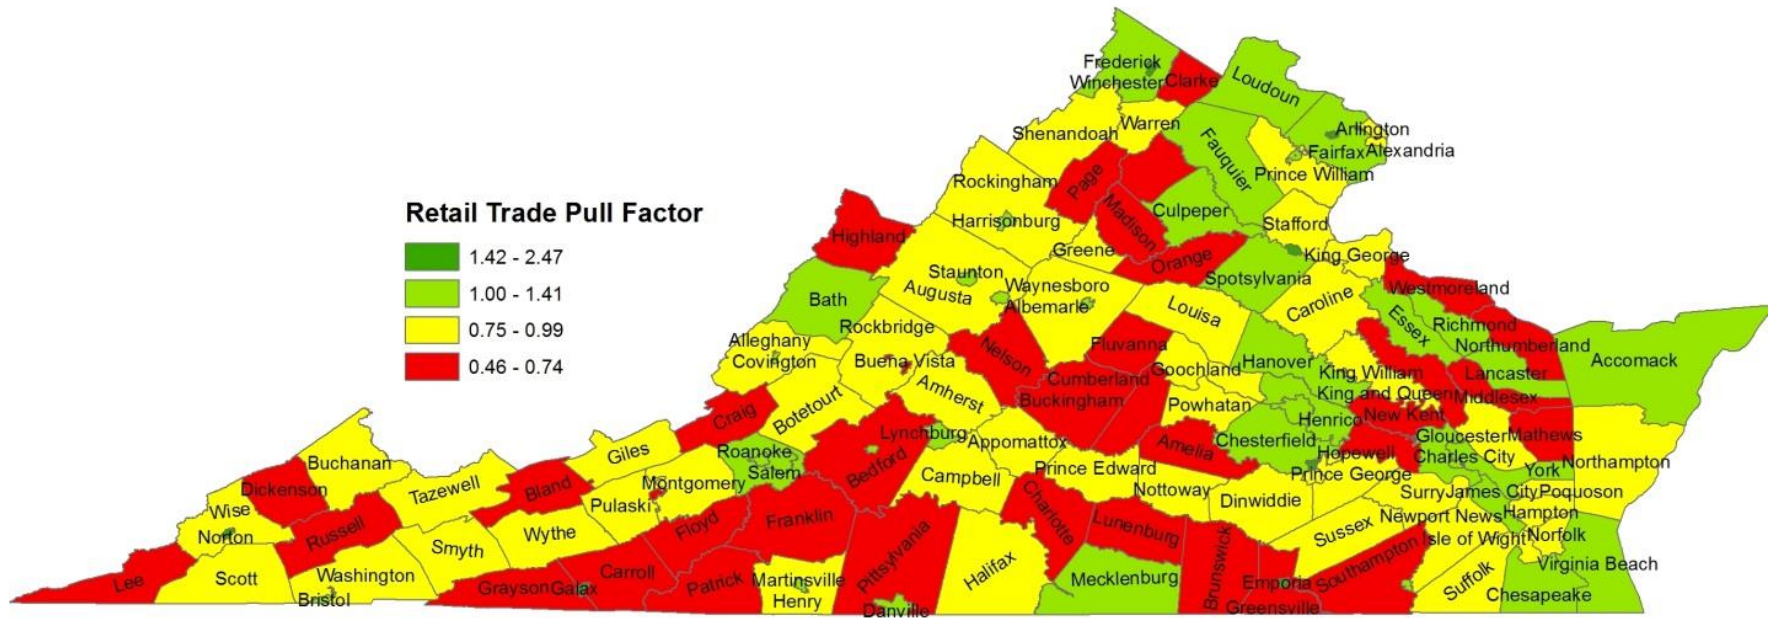 Retail Trade Pull Factor
1.42 - 2.47
1.00 - 1.41
0.75 - 0.99
0.46 - 0.74
Frederick
Winchester
Clarke
Loudoun
Shenandoah
Warren
Fauquier
Arlington
Fairfax
Alexandria
Prince William
Rockingham
Page
Harrisonburg
Madison
Culpeper
Stafford
Highland
Greene
Orange
King George
Staunton
Augusta
Waynesboro
Albemarle
Spotsylvania
Bath
Louisa
Caroline
Westmoreland
Essex
Richmond
Northumberland
Accomack
Rockbridge
Alleghany
Covington
Buena Vista
Nelson
Fluvanna
Goochland
Hanover
King William
King and Queen
Lancaster
Middlesex
Cumberland
Buckingham
Amherst
Botetourt
Craig
Powhatan
Henrico
New Kent
Mathews
Lynchburg
Appomattox
Amelia
Chesterfield
Hopewell
Gloucester
Charles City
Northampton
Giles
Roanoke
Salem
Bedford
Campbell
Prince Edward
Nottoway
Prince George
York
Buchanan
Dickenson
Tazewell
Bland
Pulaski
Montgomery
Charlotte
Dinwiddie
Surry
James City
Poquoson
Wise
Norton
Russell
Smyth
Wythe
Floyd
Franklin
Pittsylvania
Lunenburg
Sussex
Newport News
Hampton
Isle of Wight
Norfolk
Lee
Scott
Washington
Bristol
Grayson
Galax
Carroll
Patrick
Martinsville
Henry
Danville
Halifax
Mecklenburg
Brunswick
Emporia
Greensville
Southampton
Suffolk
Chesapeake
Virginia Beach